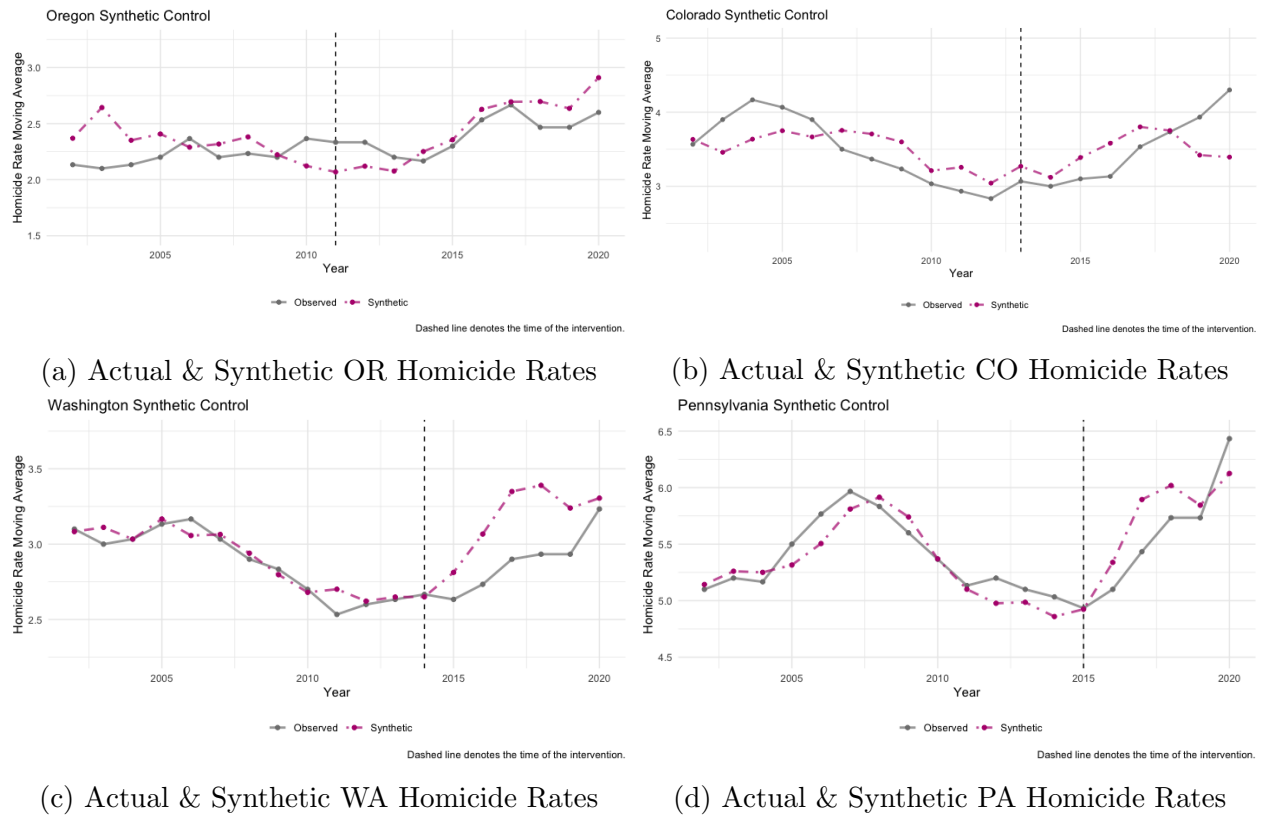 Oregon Synthetic Control
Homicide Rate Moving Average
3.0
2.5
2.0
1.5
2005 2010 2015 2020
Year
Observed Synthetic
Dashed line denotes the time of the intervention.
(a) Actual & Synthetic OR Homicide Rates
Colorado Synthetic Control
Homicide Rate Moving Average
5
4
3
2005 2010 2015 2020
Year
Observed Synthetic
Dashed line denotes the time of the intervention.
(b) Actual & Synthetic CO Homicide Rates
Washington Synthetic Control
Homicide Rate Moving Average
3.5
3.0
2.5
2005 2010 2015 2020
Year
Observed Synthetic
Dashed line denotes the time of the intervention.
(c) Actual & Synthetic WA Homicide Rates
Pennsylvania Synthetic Control
Homicide Rate Moving Average
6.5
6.0
5.5
5.0
4.5
2005 2010 2015 2020
Year
Observed Synthetic
Dashed line denotes the time of the intervention.
(d) Actual & Synthetic PA Homicide Rates